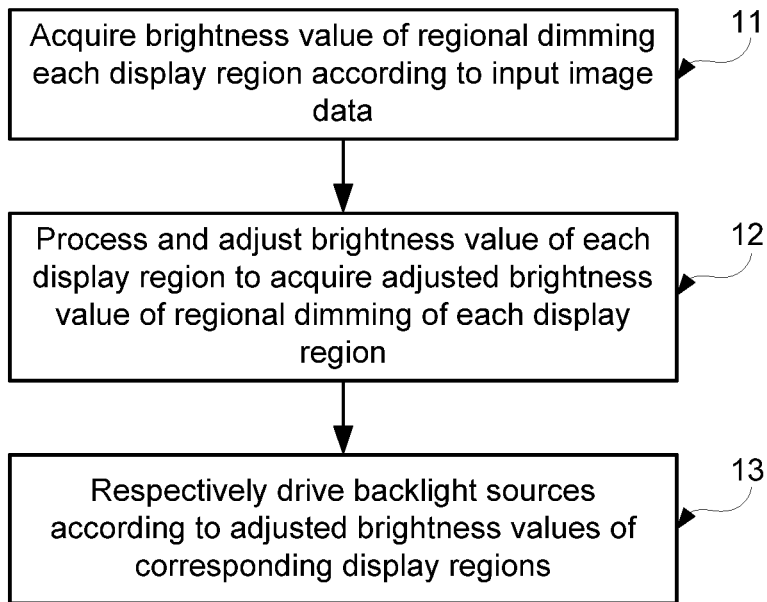 Acquire brightness value of regional dimming
each display region according to input image
data
11
Process and adjust brightness value of each
display region to acquire adjusted brightness
value of regional dimming of each display
region
12
Respectively drive backlight sources
according to adjusted brightness values of
corresponding display regions
13